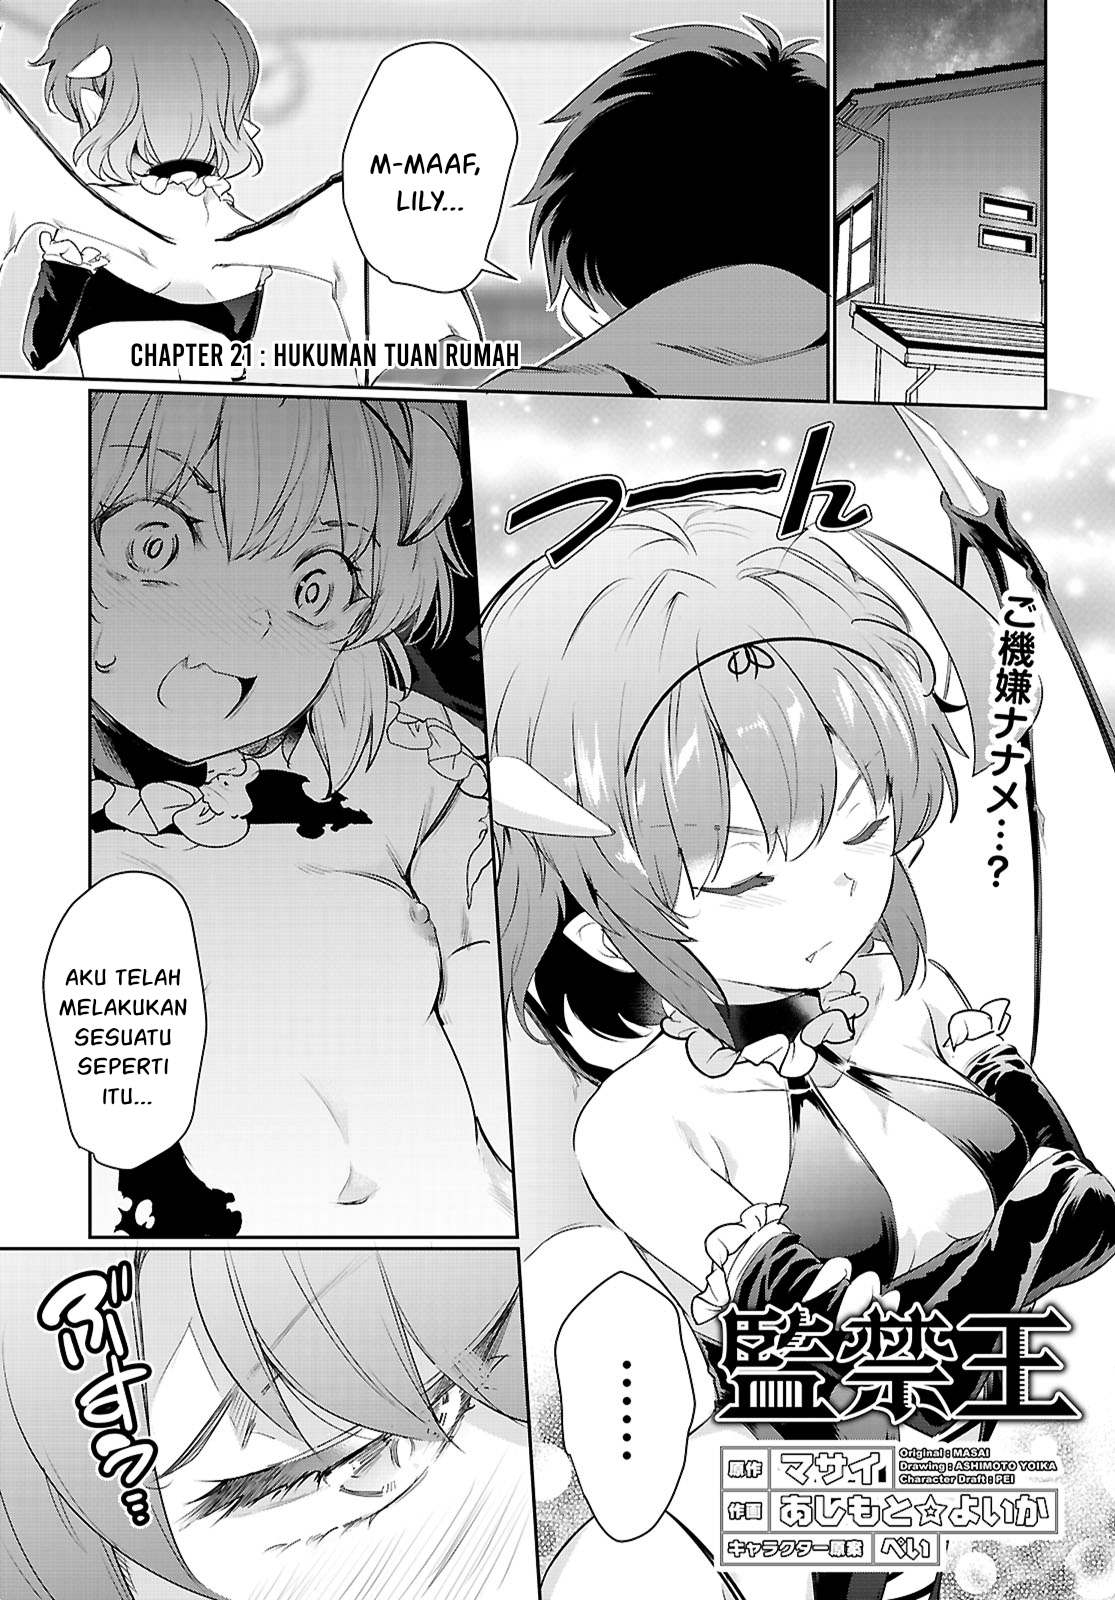 M-MAAF,
LILY...
CHAPTER 21 : HUKUMAN TUAN RUMAH
つーん
ご機嫌ナナメ…?
AKU TELAH
MELAKUKAN
SESUATU
SEPERTI
ITU...
ぶすっ
......
監禁王
原作 マサイ
Original : MASAI
Drawing : ASHIMOTO YOIKA
Character Draft : PEI
作画 あしもと☆よいか
キャラクター原案 ぺい